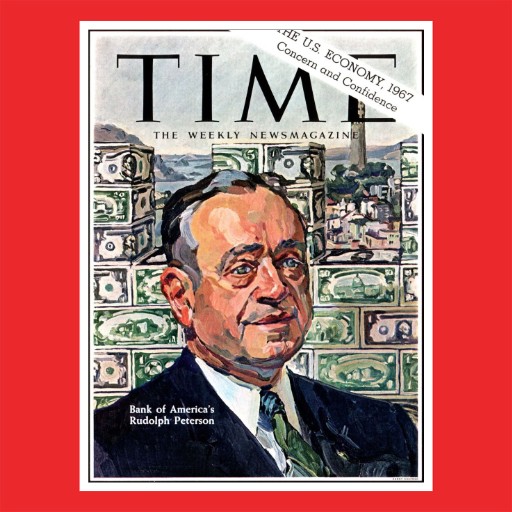 THE U.S. ECONOMY, 1967
Concern and Confidence
TIME
THE WEEKLY NEWSMAGAZINE
Bank of America's
Rudolph Peterson